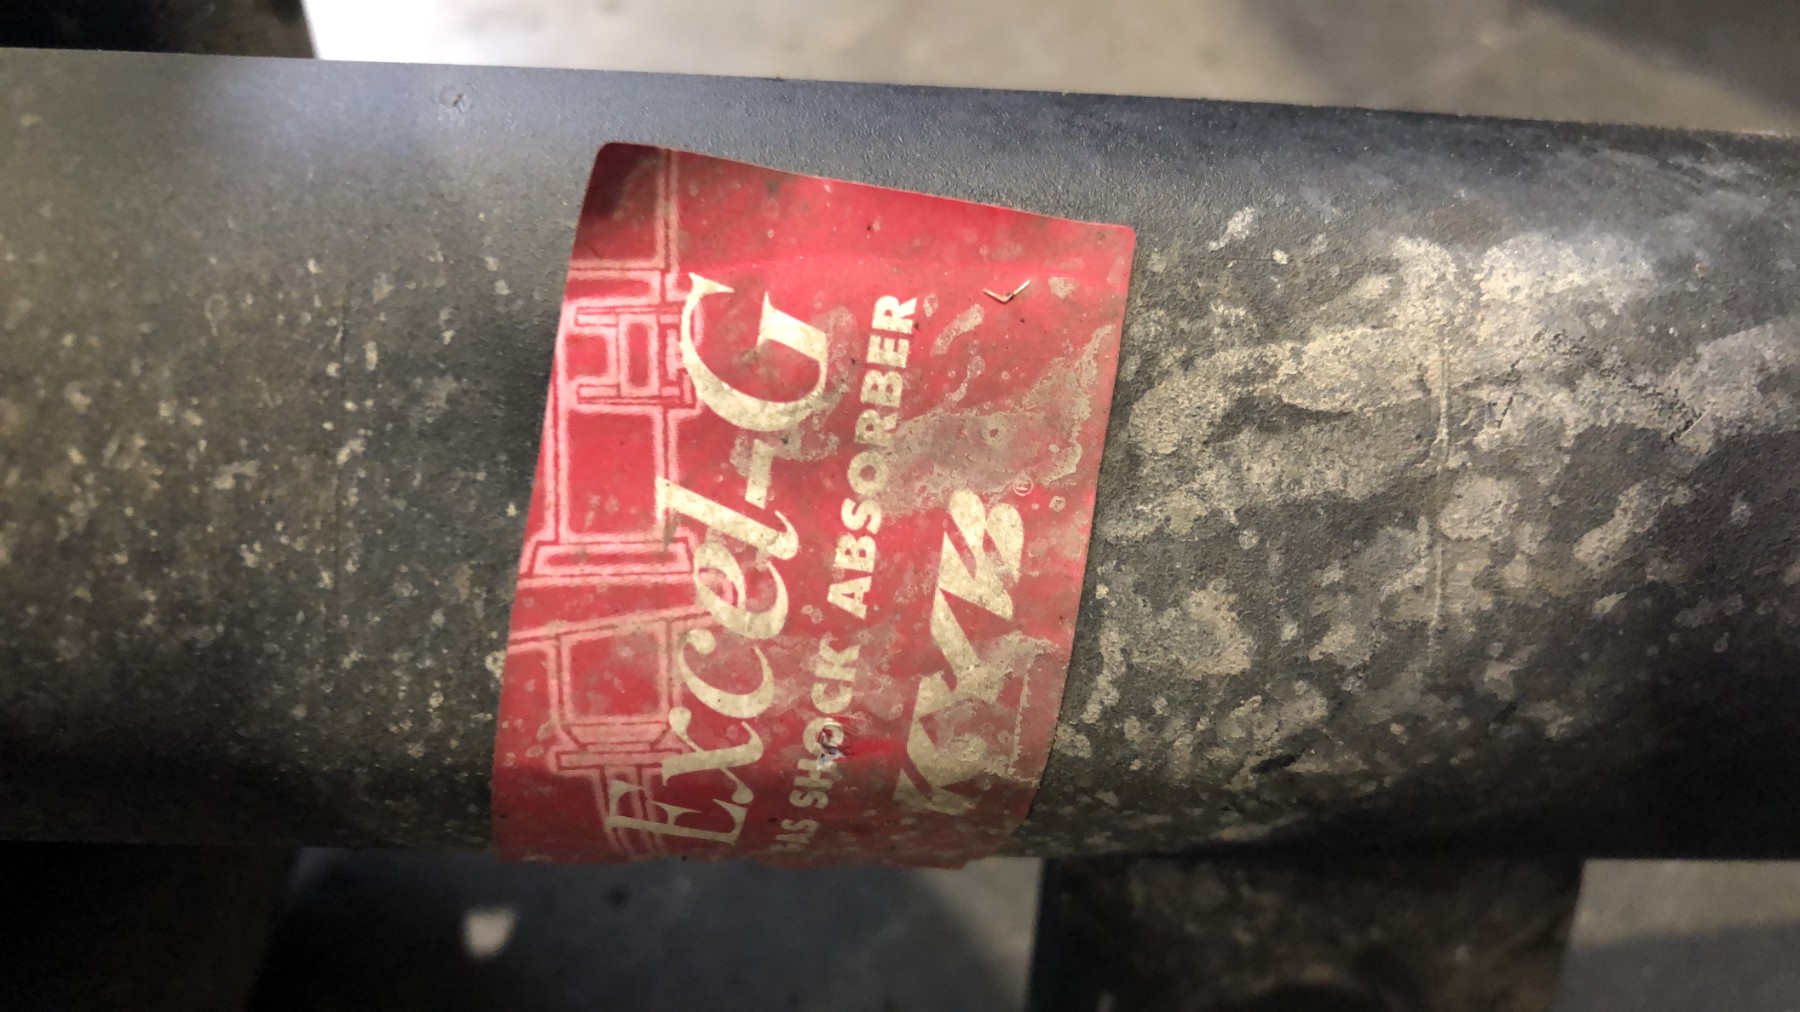 Excel-G
GAS SHOCK ABSORBER
KYB®